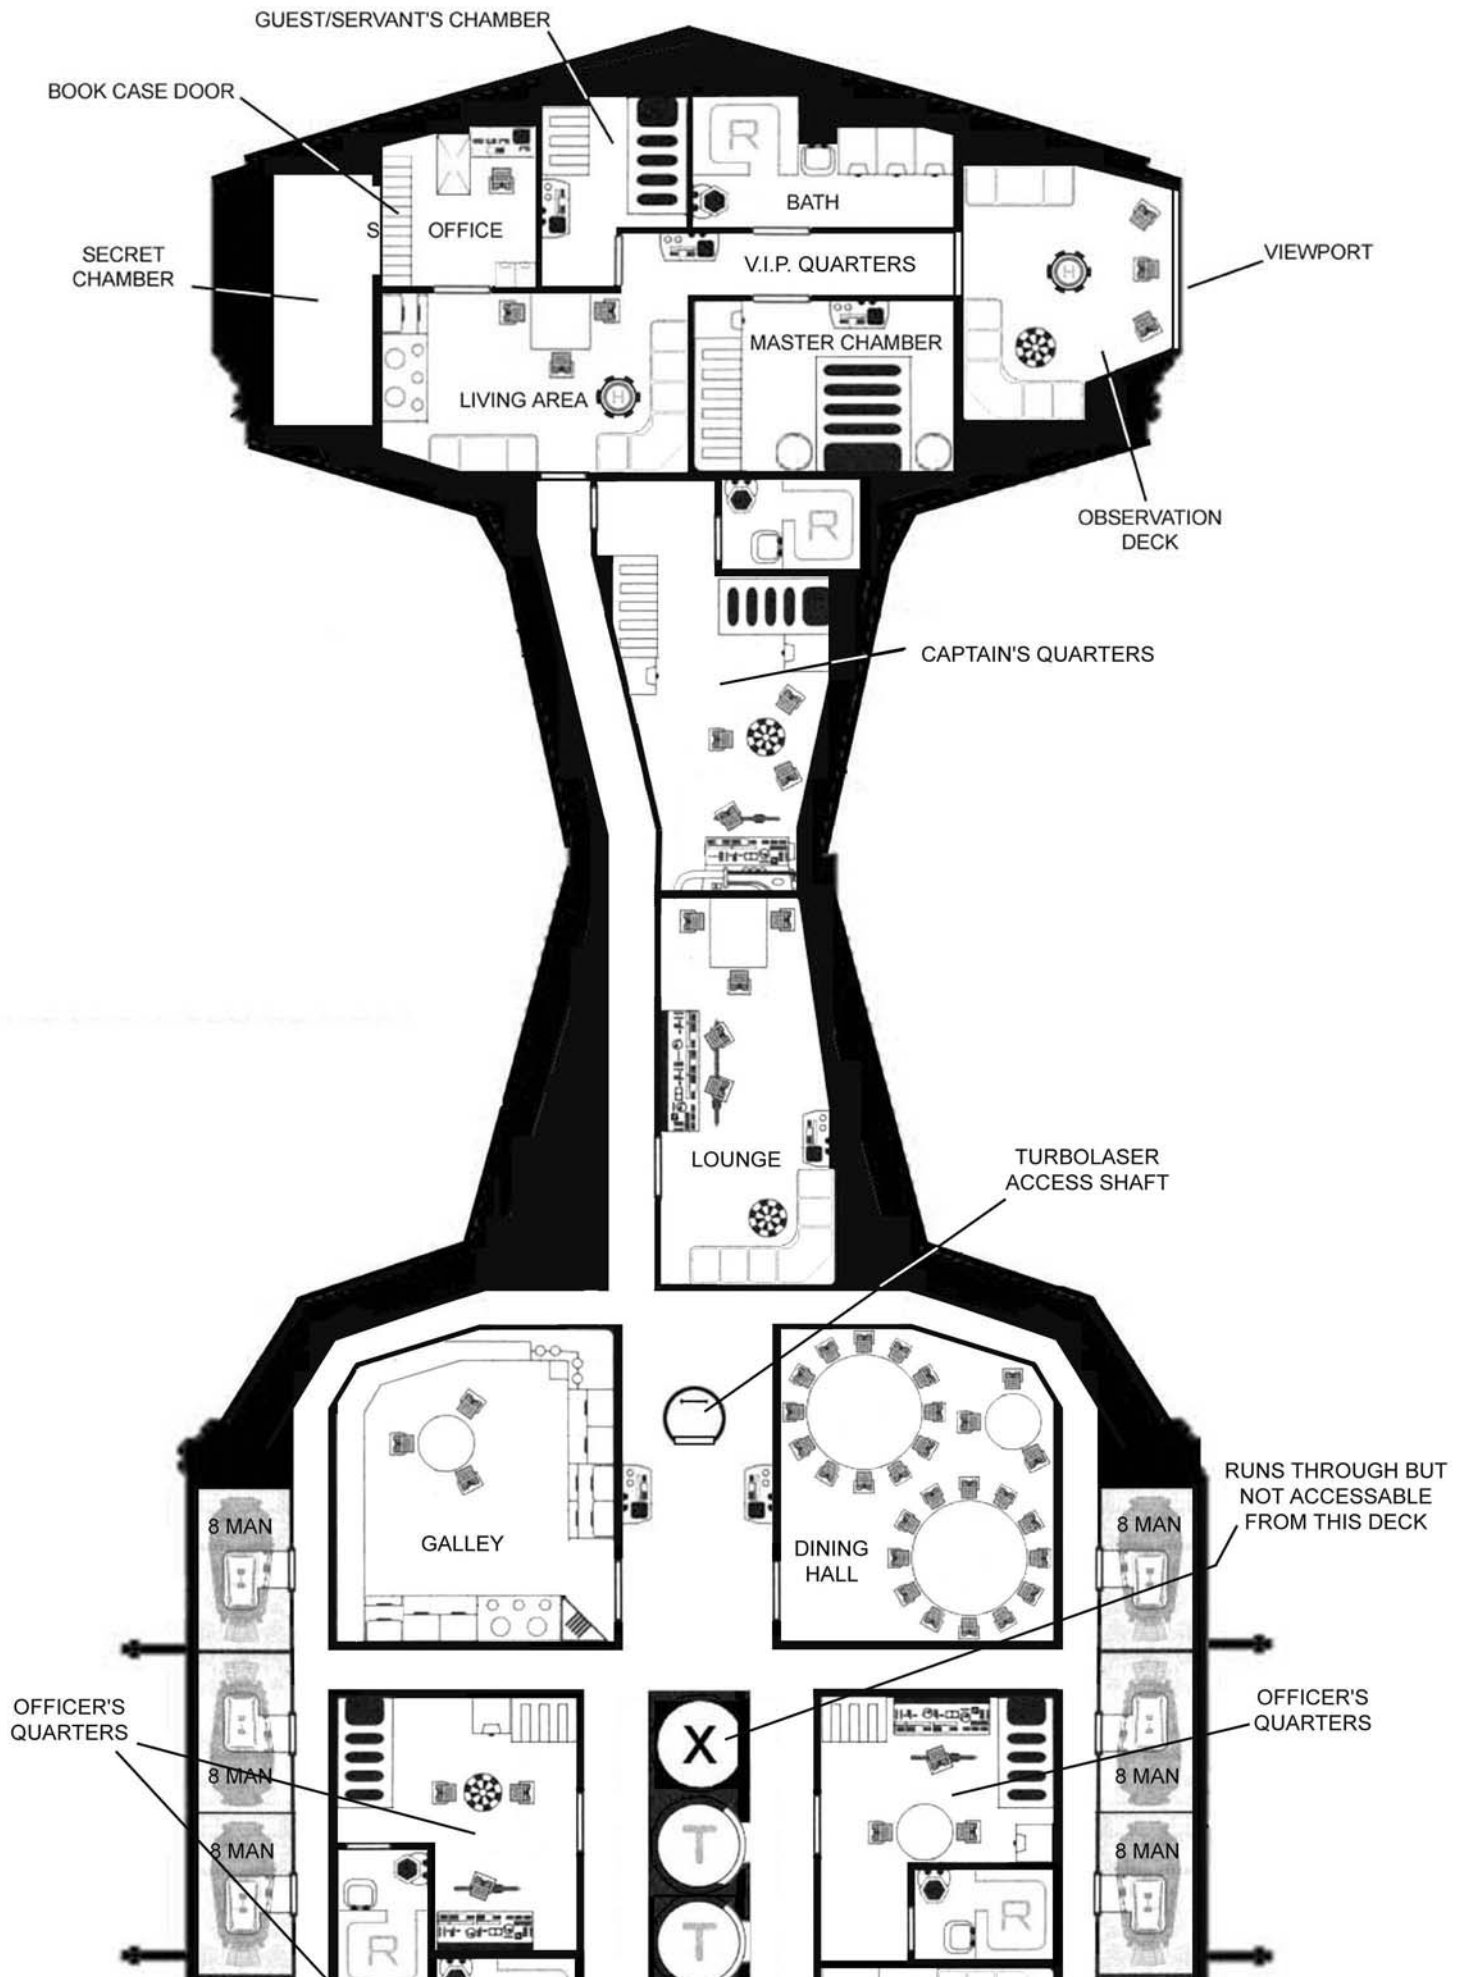 GUEST/SERVANT'S CHAMBER
BOOK CASE DOOR
R
BATH
S
OFFICE
SECRET
CHAMBER
V.I.P. QUARTERS
VIEWPORT
H
MASTER CHAMBER
LIVING AREA
H
OBSERVATION
DECK
R
CAPTAIN'S QUARTERS
LOUNGE
TURBOLASER
ACCESS SHAFT
RUNS THROUGH BUT
NOT ACCESSABLE
FROM THIS DECK
8 MAN
GALLEY
DINING
HALL
8 MAN
OFFICER'S
QUARTERS
X
OFFICER'S
QUARTERS
8 MAN
8 MAN
T
8 MAN
8 MAN
T
R
R